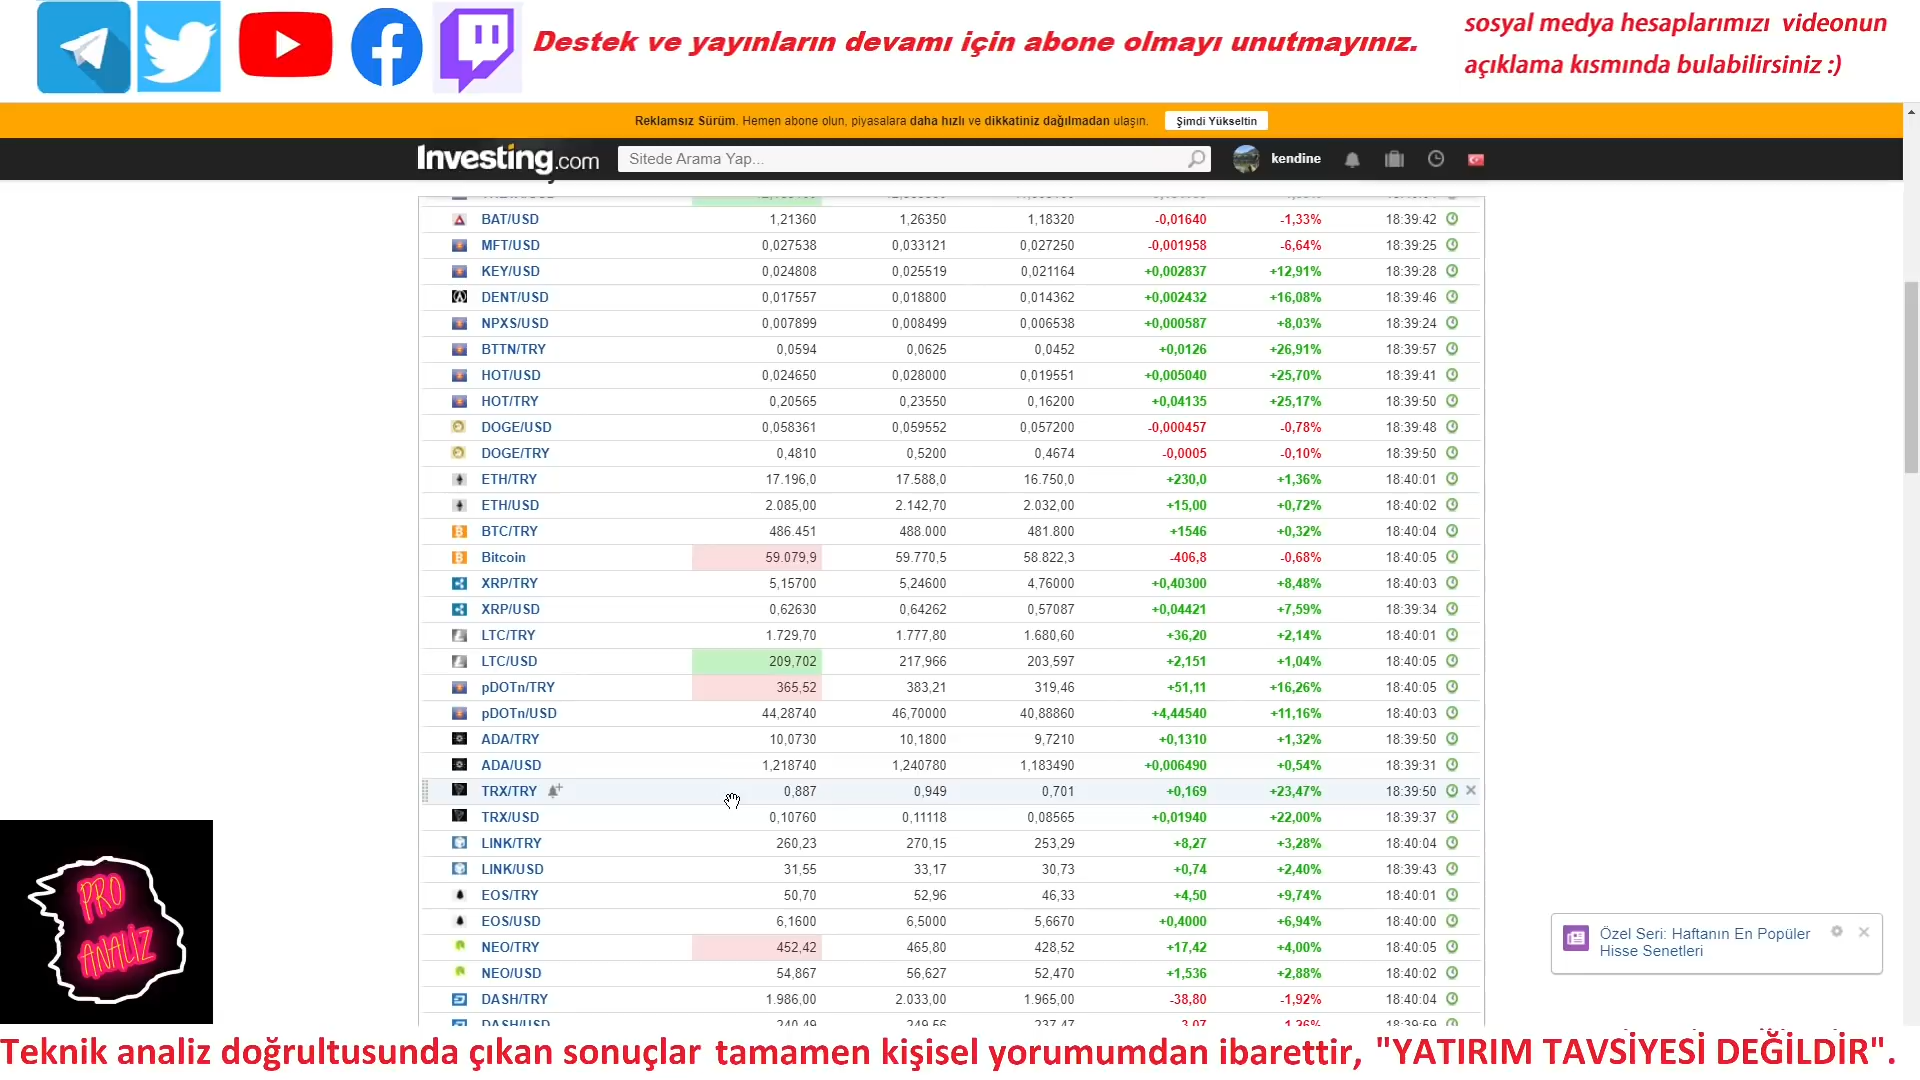 Destek ve yayınların devamı için abone olmayı unutmayınız.
sosyal medya hesaplarımızı videonun
açıklama kısmında bulabilirsiniz :)
Reklamsız Sürüm. Hemen abone olun, piyasalara daha hızlı ve dikkatiniz dağılmadan ulaşın. Şimdi Yükseltin
Investing.com Sitede Arama Yap... kendine
BAT/USD 1,21360 1,26350 1,18320 -0,01640 -1,33% 18:39:42
MFT/USD 0,027538 0,033121 0,027250 -0,001958 -6,64% 18:39:25
KEY/USD 0,024808 0,025519 0,021164 +0,002837 +12,91% 18:39:28
DENT/USD 0,017557 0,018800 0,014362 +0,002432 +16,08% 18:39:46
NPXS/USD 0,007899 0,008499 0,006538 +0,000587 +8,03% 18:39:24
BTTN/TRY 0,0594 0,0625 0,0452 +0,0126 +26,91% 18:39:57
HOT/USD 0,024650 0,028000 0,019551 +0,005040 +25,70% 18:39:41
HOT/TRY 0,20565 0,23550 0,16200 +0,04135 +25,17% 18:39:50
DOGE/USD 0,058361 0,059552 0,057200 -0,000457 -0,78% 18:39:48
DOGE/TRY 0,4810 0,5200 0,4674 -0,0005 -0,10% 18:39:50
ETH/TRY 17.196,0 17.588,0 16.750,0 +230,0 +1,36% 18:40:01
ETH/USD 2.085,00 2.142,70 2.032,00 +15,00 +0,72% 18:40:02
BTC/TRY 486.451 488.000 481.800 +1546 +0,32% 18:40:04
Bitcoin 59.079,9 59.770,5 58.822,3 -406,8 -0,68% 18:40:05
XRP/TRY 5,15700 5,24600 4,76000 +0,40300 +8,48% 18:40:03
XRP/USD 0,62630 0,64262 0,57087 +0,04421 +7,59% 18:39:34
LTC/TRY 1.729,70 1.777,80 1.680,60 +36,20 +2,14% 18:40:01
LTC/USD 209,702 217,966 203,597 +2,151 +1,04% 18:40:05
pDOTn/TRY 365,52 383,21 319,46 +51,11 +16,26% 18:40:05
pDOTn/USD 44,28740 46,70000 40,88860 +4,44540 +11,16% 18:40:03
ADA/TRY 10,0730 10,1800 9,7210 +0,1310 +1,32% 18:39:50
ADA/USD 1,218740 1,240780 1,183490 +0,006490 +0,54% 18:39:31
TRX/TRY 0,887 0,949 0,701 +0,169 +23,47% 18:39:50
TRX/USD 0,10760 0,11118 0,08565 +0,01940 +22,00% 18:39:37
LINK/TRY 260,23 270,15 253,29 +8,27 +3,28% 18:40:04
LINK/USD 31,55 33,17 30,73 +0,74 +2,40% 18:39:43
EOS/TRY 50,70 52,96 46,33 +4,50 +9,74% 18:40:01
EOS/USD 6,1600 6,5000 5,6670 +0,4000 +6,94% 18:40:00
NEO/TRY 452,42 465,80 428,52 +17,42 +4,00% 18:40:05
NEO/USD 54,867 56,627 52,470 +1,536 +2,88% 18:40:02
DASH/TRY 1.986,00 2.033,00 1.965,00 -38,80 -1,92% 18:40:04
DASH/USD 240,49 249,56 237,47 -3,07 -1,26% 18:39:59
Özel Seri: Haftanın En Popüler
Hisse Senetleri
PRO
ANALİZ
Teknik analiz doğrultusunda çıkan sonuçlar tamamen kişisel yorumumdan ibarettir, "YATIRIM TAVSİYESİ DEĞİLDİR".